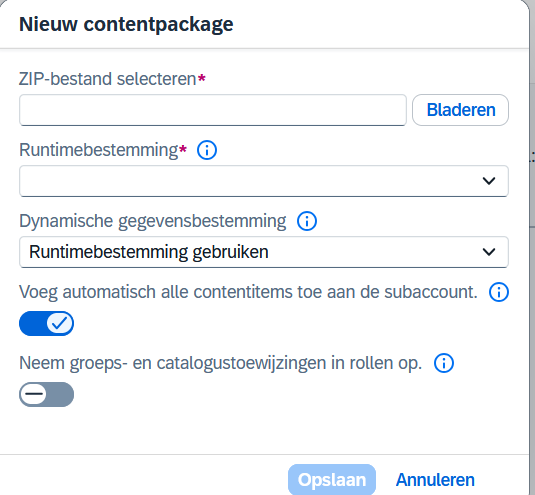 Nieuw contentpackage
ZIP-bestand selecteren*
Bladeren
Runtimebestemming*
Dynamische gegevensbestemming
Runtimebestemming gebruiken
Voeg automatisch alle contentitems toe aan de subaccount.
Neem groeps- en catalogustoewijzingen in rollen op.
Opslaan Annuleren